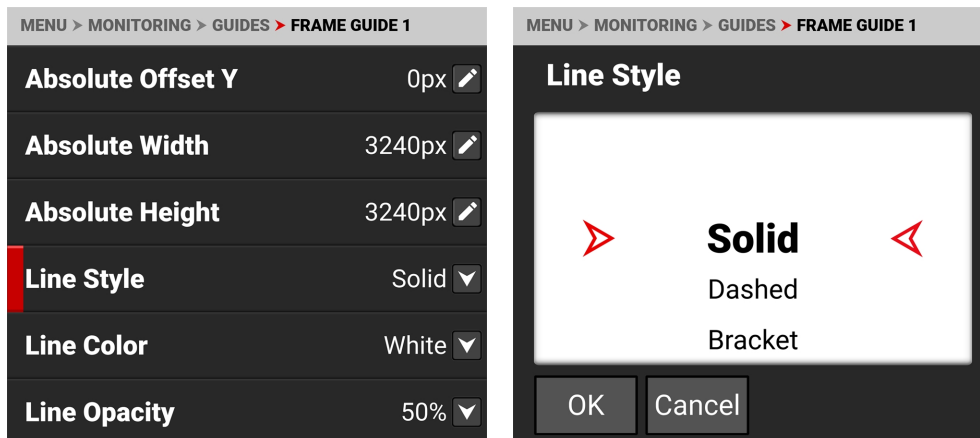 MENU > MONITORING > GUIDES > FRAME GUIDE 1
Absolute Offset Y 0px
Absolute Width 3240px
Absolute Height 3240px
Line Style Solid
Line Color White
Line Opacity 50%
MENU > MONITORING > GUIDES > FRAME GUIDE 1
Line Style
Solid
Dashed
Bracket
OK Cancel